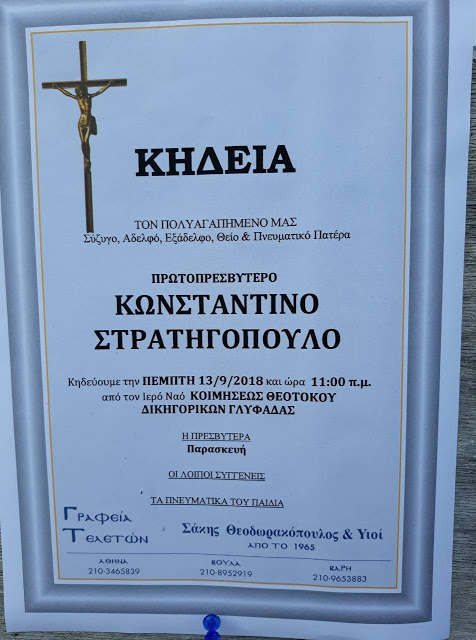 ΚΗΔΕΙΑ
ΤΟΝ ΠΟΛΥΑΓΑΠΗΜΕΝΟ ΜΑΣ
Σύζυγο, Αδελφό, Εξάδελφο, Θείο & Πνευματικό Πατέρα
ΠΡΩΤΟΠΡΕΣΒΥΤΕΡΟ
ΚΩΝΣΤΑΝΤΙΝΟ
ΣΤΡΑΤΗΓΟΠΟΥΛΟ
Κηδεύουμε την ΠΕΜΠΤΗ 13/9/2018 και ώρα 11:00 π.μ.
από τον Ιερό Ναό ΚΟΙΜΗΣΕΩΣ ΘΕΟΤΟΚΟΥ
ΔΙΚΗΓΟΡΙΚΩΝ ΓΛΥΦΑΔΑΣ
Η ΠΡΕΣΒΥΤΕΡΑ
Παρασκευή
ΟΙ ΛΟΙΠΟΙ ΣΥΓΓΕΝΕΙΣ
ΤΑ ΠΝΕΥΜΑΤΙΚΑ ΤΟΥ ΠΑΙΔΙΑ
Γραφεία
Τελετών
Σάκης Θεοδωρακόπουλος & Υιοί
ΑΠΟ ΤΟ 1965
ΑΘΗΝΑ
210-3465839
ΒΟΥΛΑ
210-8952919
ΒΑΡΗ
210-9653883